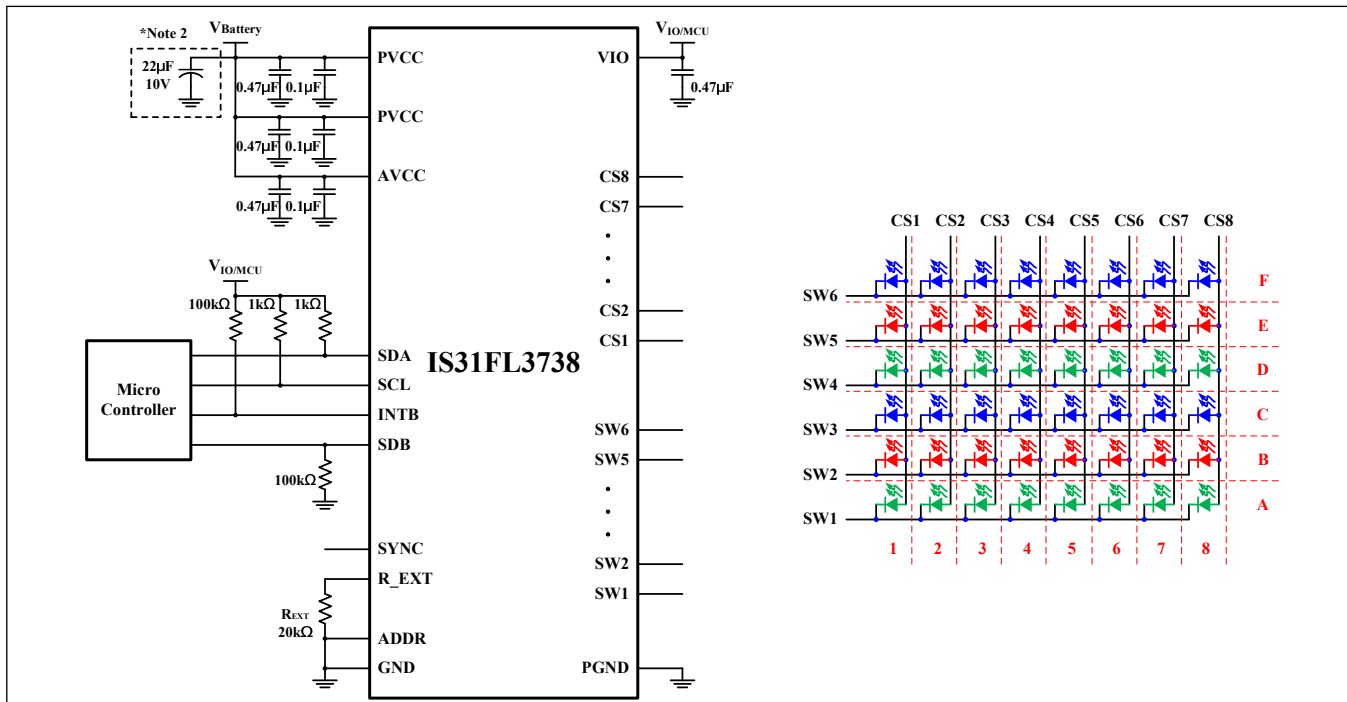 *Note 2
VBattery
22μF
10V
0.47μF 0.1μF
PVCC
0.47μF 0.1μF
PVCC
0.47μF 0.1μF
AVCC
VIO/MCU
100kΩ 1kΩ 1kΩ
Micro
Controller
SDA
SCL
INTB
SDB
100kΩ
SYNC
R_EXT
REXT
20kΩ
ADDR
GND
IS31FL3738
VIO/MCU
VIO
0.47μF
CS8
CS7
CS2
CS1
SW6
SW5
SW2
SW1
PGND
CS1 CS2 CS3 CS4 CS5 CS6 CS7 CS8
SW6 F
SW5 E
SW4 D
SW3 C
SW2 B
SW1 A
1 2 3 4 5 6 7 8